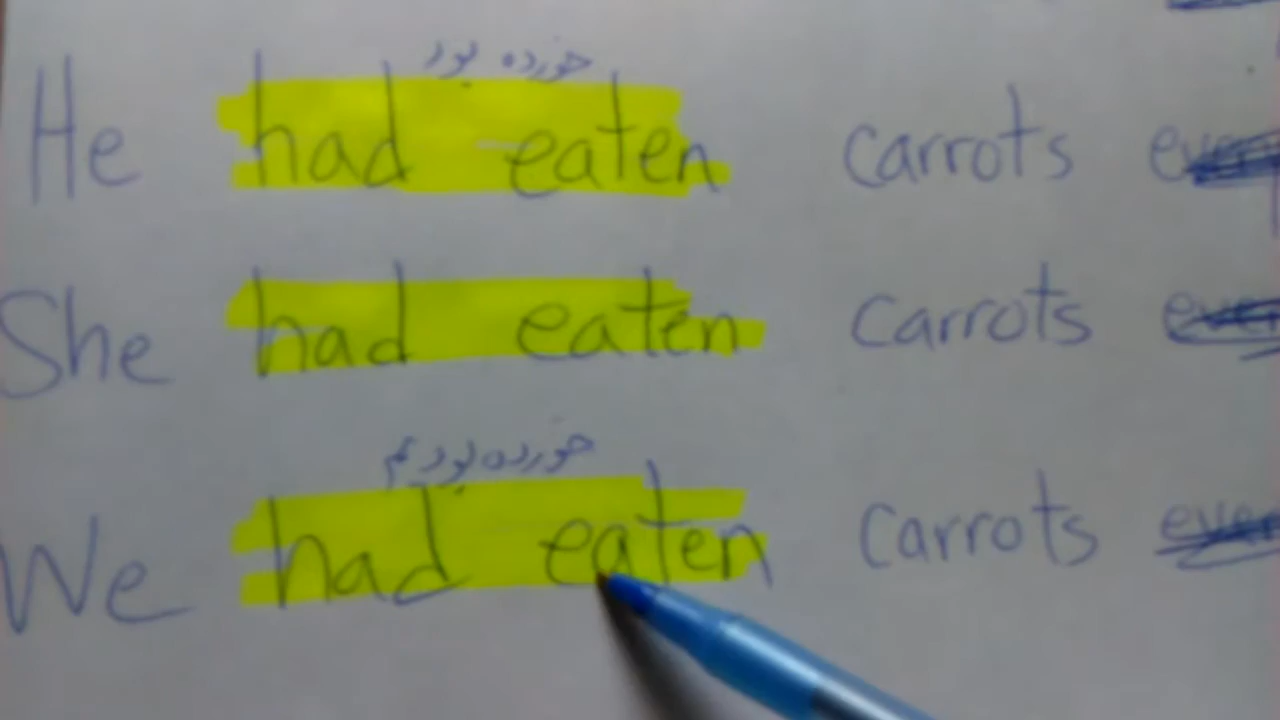 خورده بود
He had eaten carrots
She had eaten carrots
خورده بودیم
We had eaten carrots